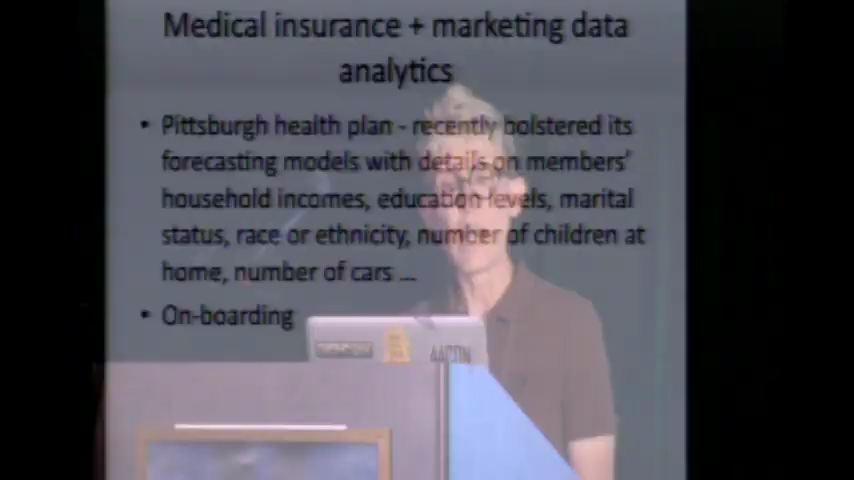 Medical insurance + marketing data
analytics
• Pittsburgh health plan - recently bolstered its
forecasting models with details on members'
household incomes, education levels, marital
status, race or ethnicity, number of children at
home, number of cars ...
• On-boarding